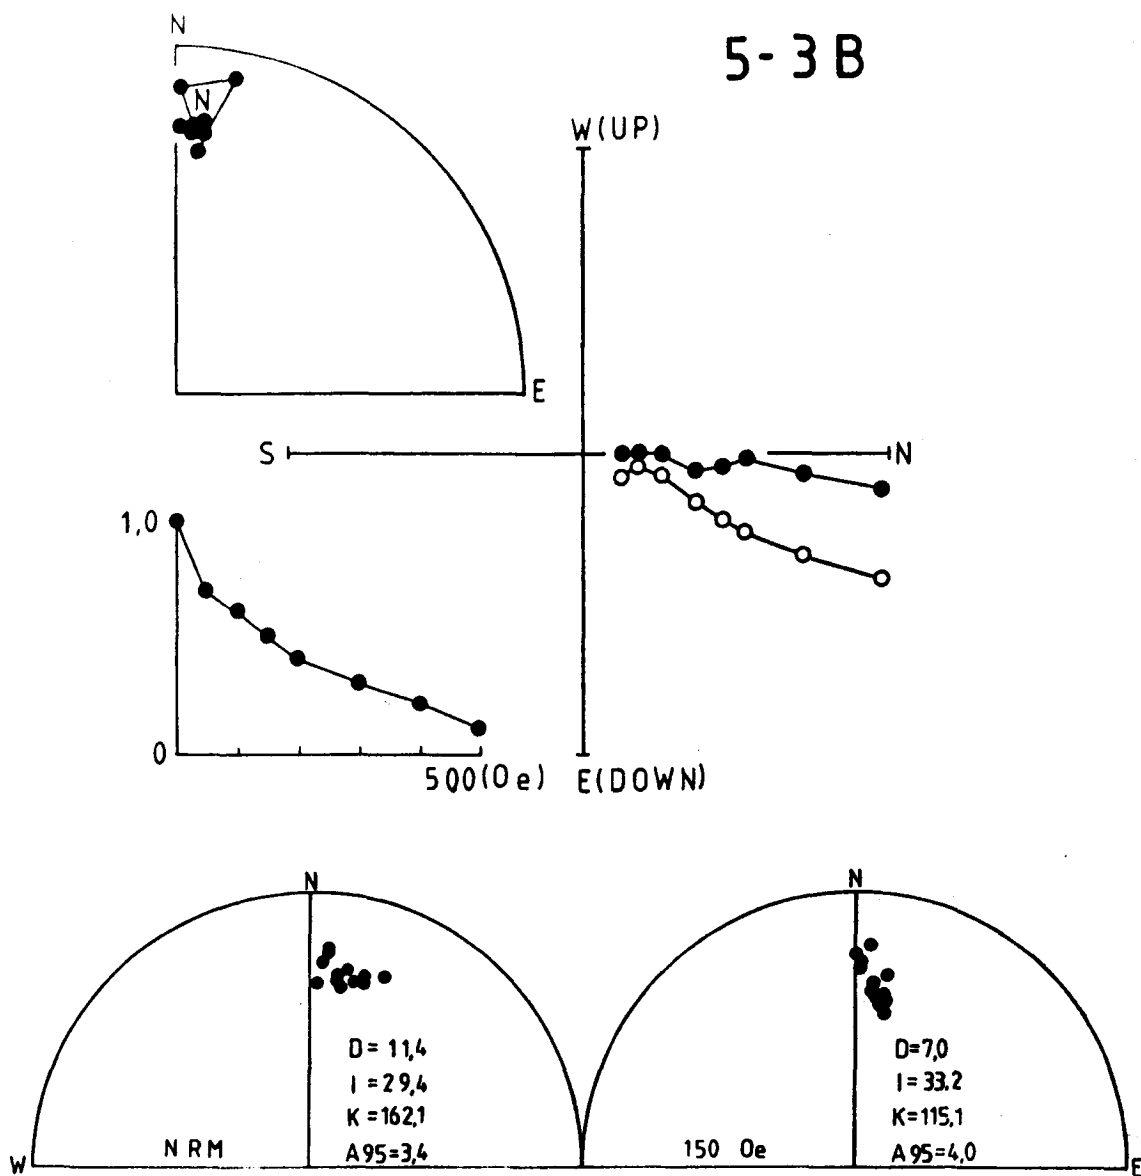 N
5-3B
N
W(UP)
E
S
N
1,0
0
500(Oe)
E(DOWN)
N
N
D= 11,4
I =29,4
K =162,1
A95=3,4
NRM
W
D=7,0
I=33.2
K=115,1
A95=4,0
150 Oe
E